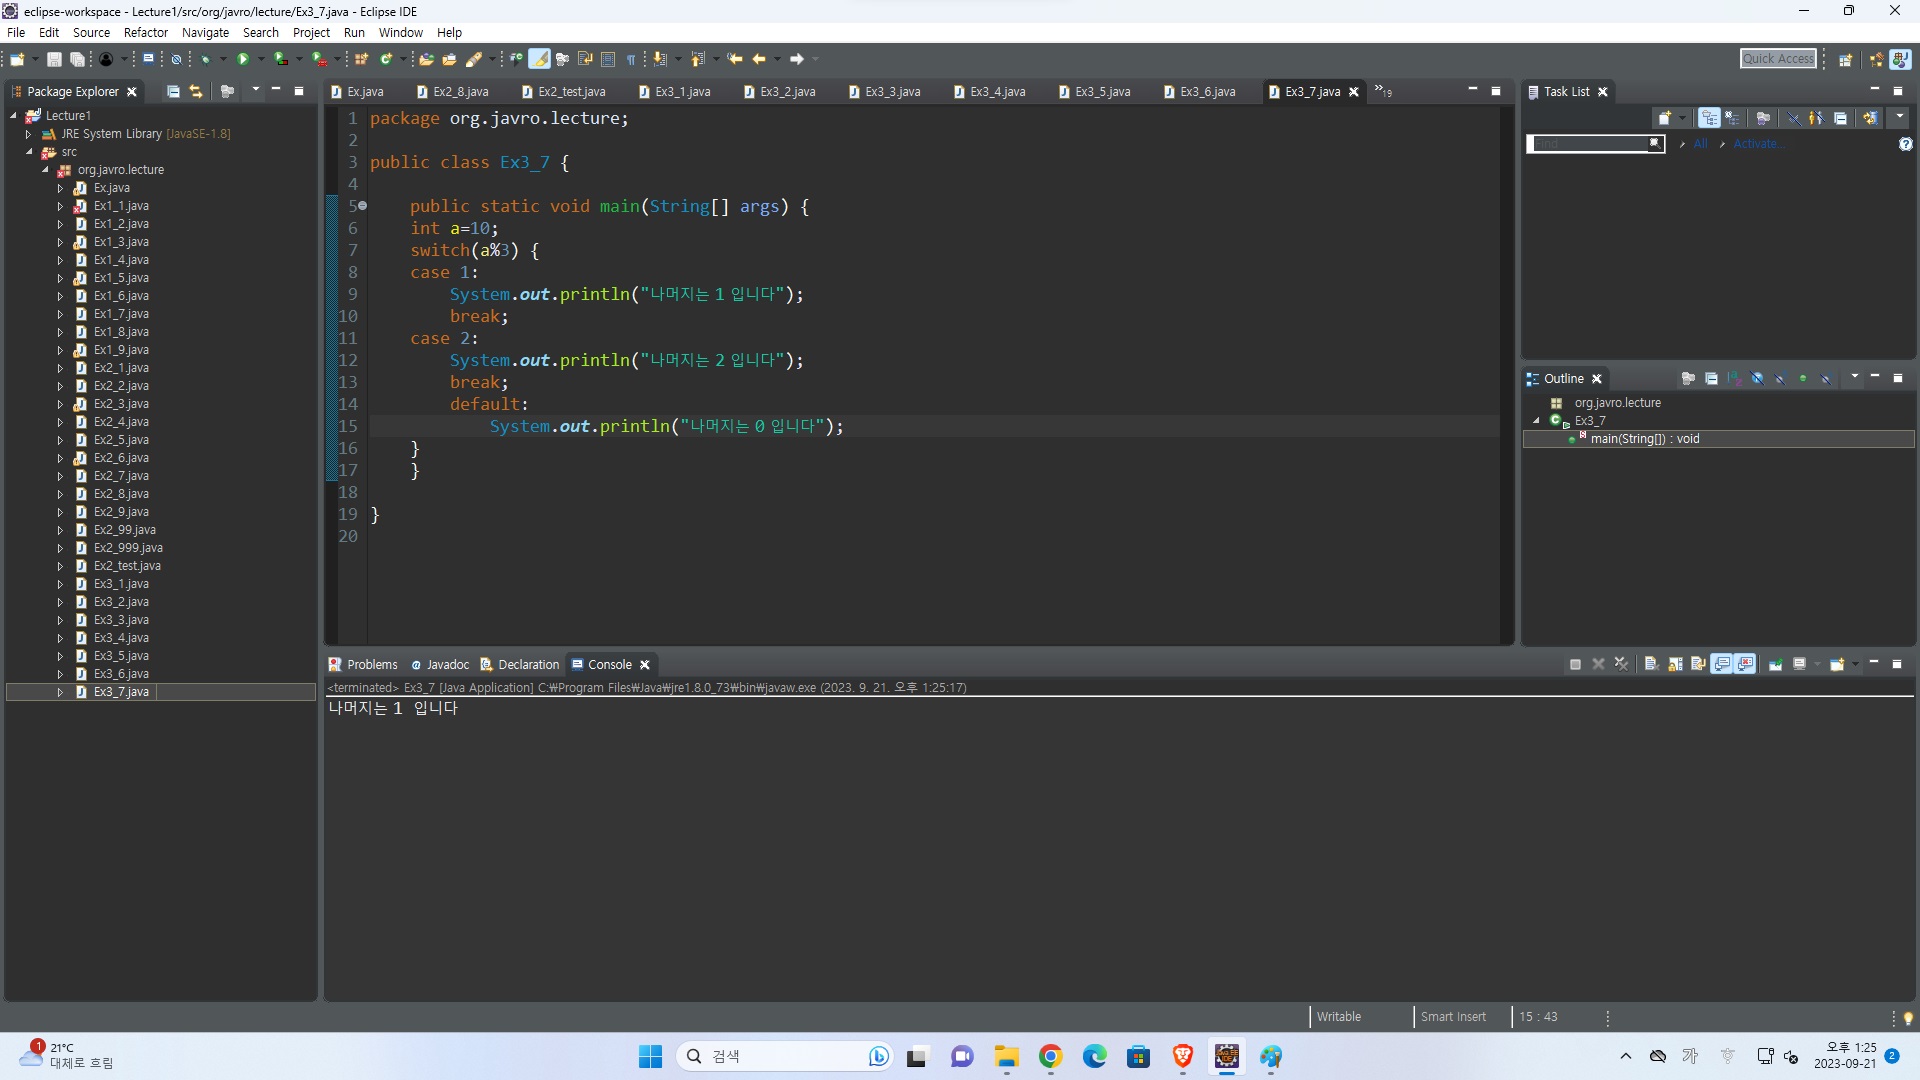 eclipse-workspace - Lecture1/src/org/javro/lecture/Ex3_7.java - Eclipse IDE
File Edit Source Refactor Navigate Search Project Run Window Help
Quick Access
Package Explorer
Lecture1
JRE System Library [JavaSE-1.8]
src
org.javro.lecture
Ex.java
Ex1_1.java
Ex1_2.java
Ex1_3.java
Ex1_4.java
Ex1_5.java
Ex1_6.java
Ex1_7.java
Ex1_8.java
Ex1_9.java
Ex2_1.java
Ex2_2.java
Ex2_3.java
Ex2_4.java
Ex2_5.java
Ex2_6.java
Ex2_7.java
Ex2_8.java
Ex2_9.java
Ex2_99.java
Ex2_999.java
Ex2_test.java
Ex3_1.java
Ex3_2.java
Ex3_3.java
Ex3_4.java
Ex3_5.java
Ex3_6.java
Ex3_7.java
Ex.java Ex2_8.java Ex2_test.java Ex3_1.java Ex3_2.java Ex3_3.java Ex3_4.java Ex3_5.java Ex3_6.java Ex3_7.java »19
1 package org.javro.lecture;
2
3 public class Ex3_7 {
4
5 public static void main(String[] args) {
6 int a=10;
7 switch(a%3) {
8 case 1:
9 System.out.println("나머지는 1 입니다");
10 break;
11 case 2:
12 System.out.println("나머지는 2 입니다");
13 break;
14 default:
15 System.out.println("나머지는 0 입니다");
16 }
17 }
18
19 }
20
Task List
Find All Activate...
Outline
org.javro.lecture
Ex3_7
main(String[]) : void
Problems Javadoc Declaration Console
<terminated> Ex3_7 [Java Application] C:₩Program Files₩Java₩jre1.8.0_73₩bin₩javaw.exe (2023. 9. 21. 오후 1:25:17)
나머지는 1 입니다
Writable Smart Insert 15 : 43
1
21°C
대체로 흐림
검색
가
오후 1:25
2023-09-21
2